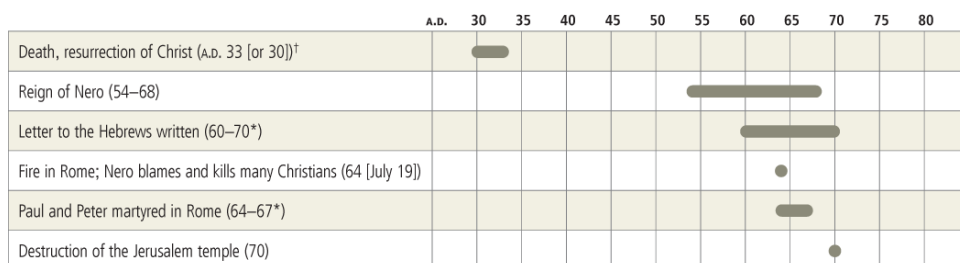 A.D. 30 35 40 45 50 55 60 65 70 75 80
Death, resurrection of Christ (A.D. 33 [or 30])†
Reign of Nero (54–68)
Letter to the Hebrews written (60–70*)
Fire in Rome; Nero blames and kills many Christians (64 [July 19])
Paul and Peter martyred in Rome (64–67*)
Destruction of the Jerusalem temple (70)